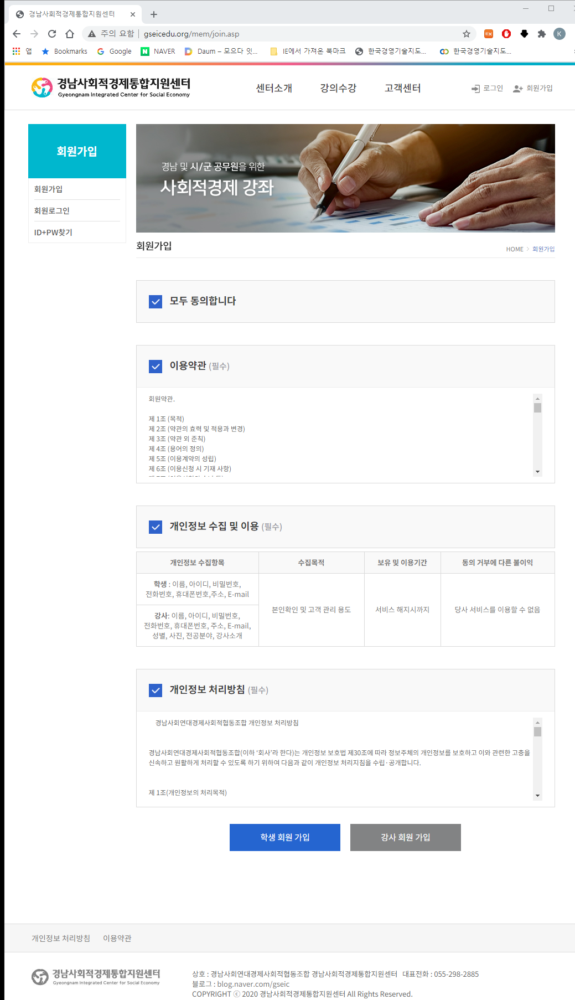 경남사회적경제통합지원센터
주의 요함 gseicedu.org/mem/join.asp
K
앱 Bookmarks Google NAVER Daum – 모으다 잇... IE에서 가져온 북마크 한국경영기술지도... 한국경영기술지도...
경남사회적경제통합지원센터
Gyeongnam Integrated Center for Social Economy
센터소개 강의수강 고객센터 로그인 회원가입
회원가입
회원가입
회원로그인
ID+PW찾기
경남 및 시/군 공무원을 위한
사회적경제 강좌
회원가입
HOME > 회원가입
모두 동의합니다
이용약관 (필수)
회원약관.
제 1조 (목적)
제 2조 (약관의 효력 및 적용과 변경)
제 3조 (약관 외 준칙)
제 4조 (용어의 정의)
제 5조 (이용계약의 성립)
제 6조 (이용신청 시 기재 사항)
개인정보 수집 및 이용 (필수)
개인정보 수집항목 수집목적 보유 및 이용기간 동의 거부에 다른 불이익
학생 : 이름, 아이디, 비밀번호,
전화번호, 휴대폰번호,주소, E-mail
강사: 이름, 아이디, 비밀번호,
전화번호, 휴대폰번호, 주소, E-mail,
성별, 사진, 전공분야, 강사소개
본인확인 및 고객 관리 용도
서비스 해지시까지
당사 서비스를 이용할 수 없음
개인정보 처리방침 (필수)
경남사회연대경제사회적협동조합 개인정보 처리방침
경남사회연대경제사회적협동조합(이하 ‘회사’라 한다)는 개인정보 보호법 제30조에 따라 정보주체의 개인정보를 보호하고 이와 관련한 고충을
신속하고 원활하게 처리할 수 있도록 하기 위하여 다음과 같이 개인정보 처리지침을 수립·공개합니다.
제 1조(개인정보의 처리목적)
학생 회원 가입 강사 회원 가입
개인정보 처리방침 이용약관
경남사회적경제통합지원센터
Gyeongnam Integrated Center for Social Economy
상호 : 경남사회연대경제사회적협동조합 경남사회적경제통합지원센터 대표전화 : 055-298-2885
블로그 : blog.naver.com/gseic
COPYRIGHT ⓒ 2020 경남사회적경제통합지원센터 All Rights Reserved.